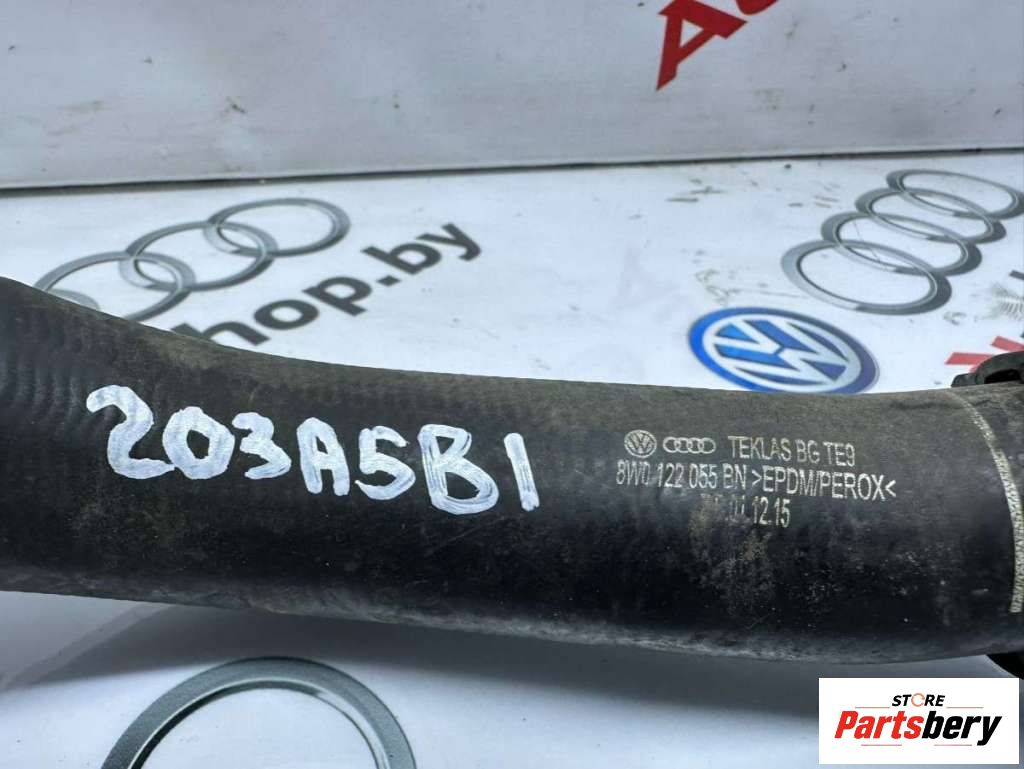 A
hop.by
203A5B1
TEKLAS BG TE9
8W0 122 055 BN >EPDM/PEROX<
12.15
STORE
Partsbery